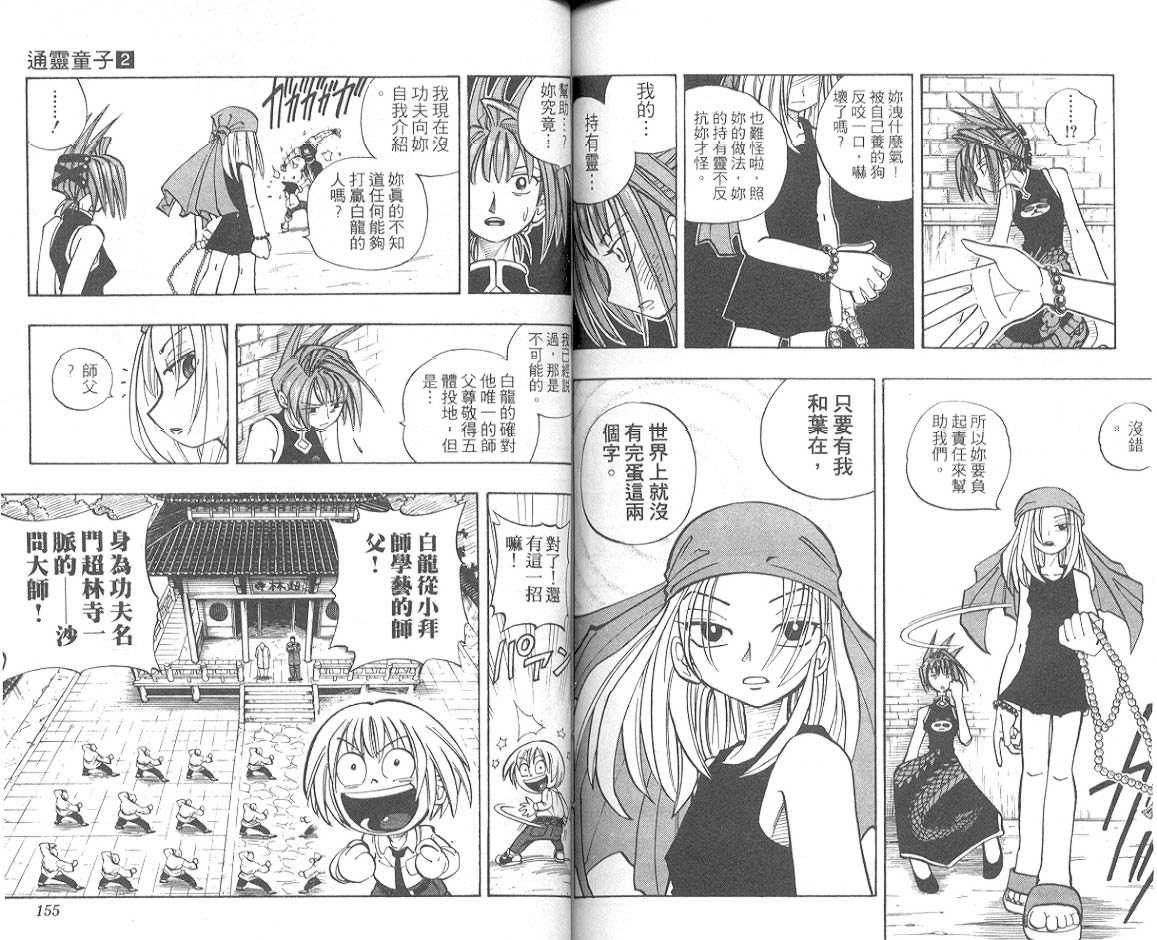 ……!?
妳洩什麼氣！
被自己養的狗
反咬一口，嚇
壞了嗎？
也難怪啦，照
妳的做法，妳
的持有靈不反
抗妳才怪。
我的…
持有靈…
沒錯
。
所以妳要負
起責任來幫
助我們。
只要有我
和葉在，
世界上就沒
有完蛋這兩
個字。
通靈童子2
幫助…？
妳究竟…
ガガガガガッ
我現在沒
功夫向妳
自我介紹
。
妳真的不知
道任何能夠
打贏白龍的
人嗎？
……！
我已經說
過，那是
不可能的。
白龍的確對
他唯一的師
父尊敬得五
體投地，但
是…
師父
？
對了！還
有這一招
嘛！
白龍從小拜
師學藝的師
父！
超林寺
身為功夫名
門超林寺一
脈的——沙
問大師！
155